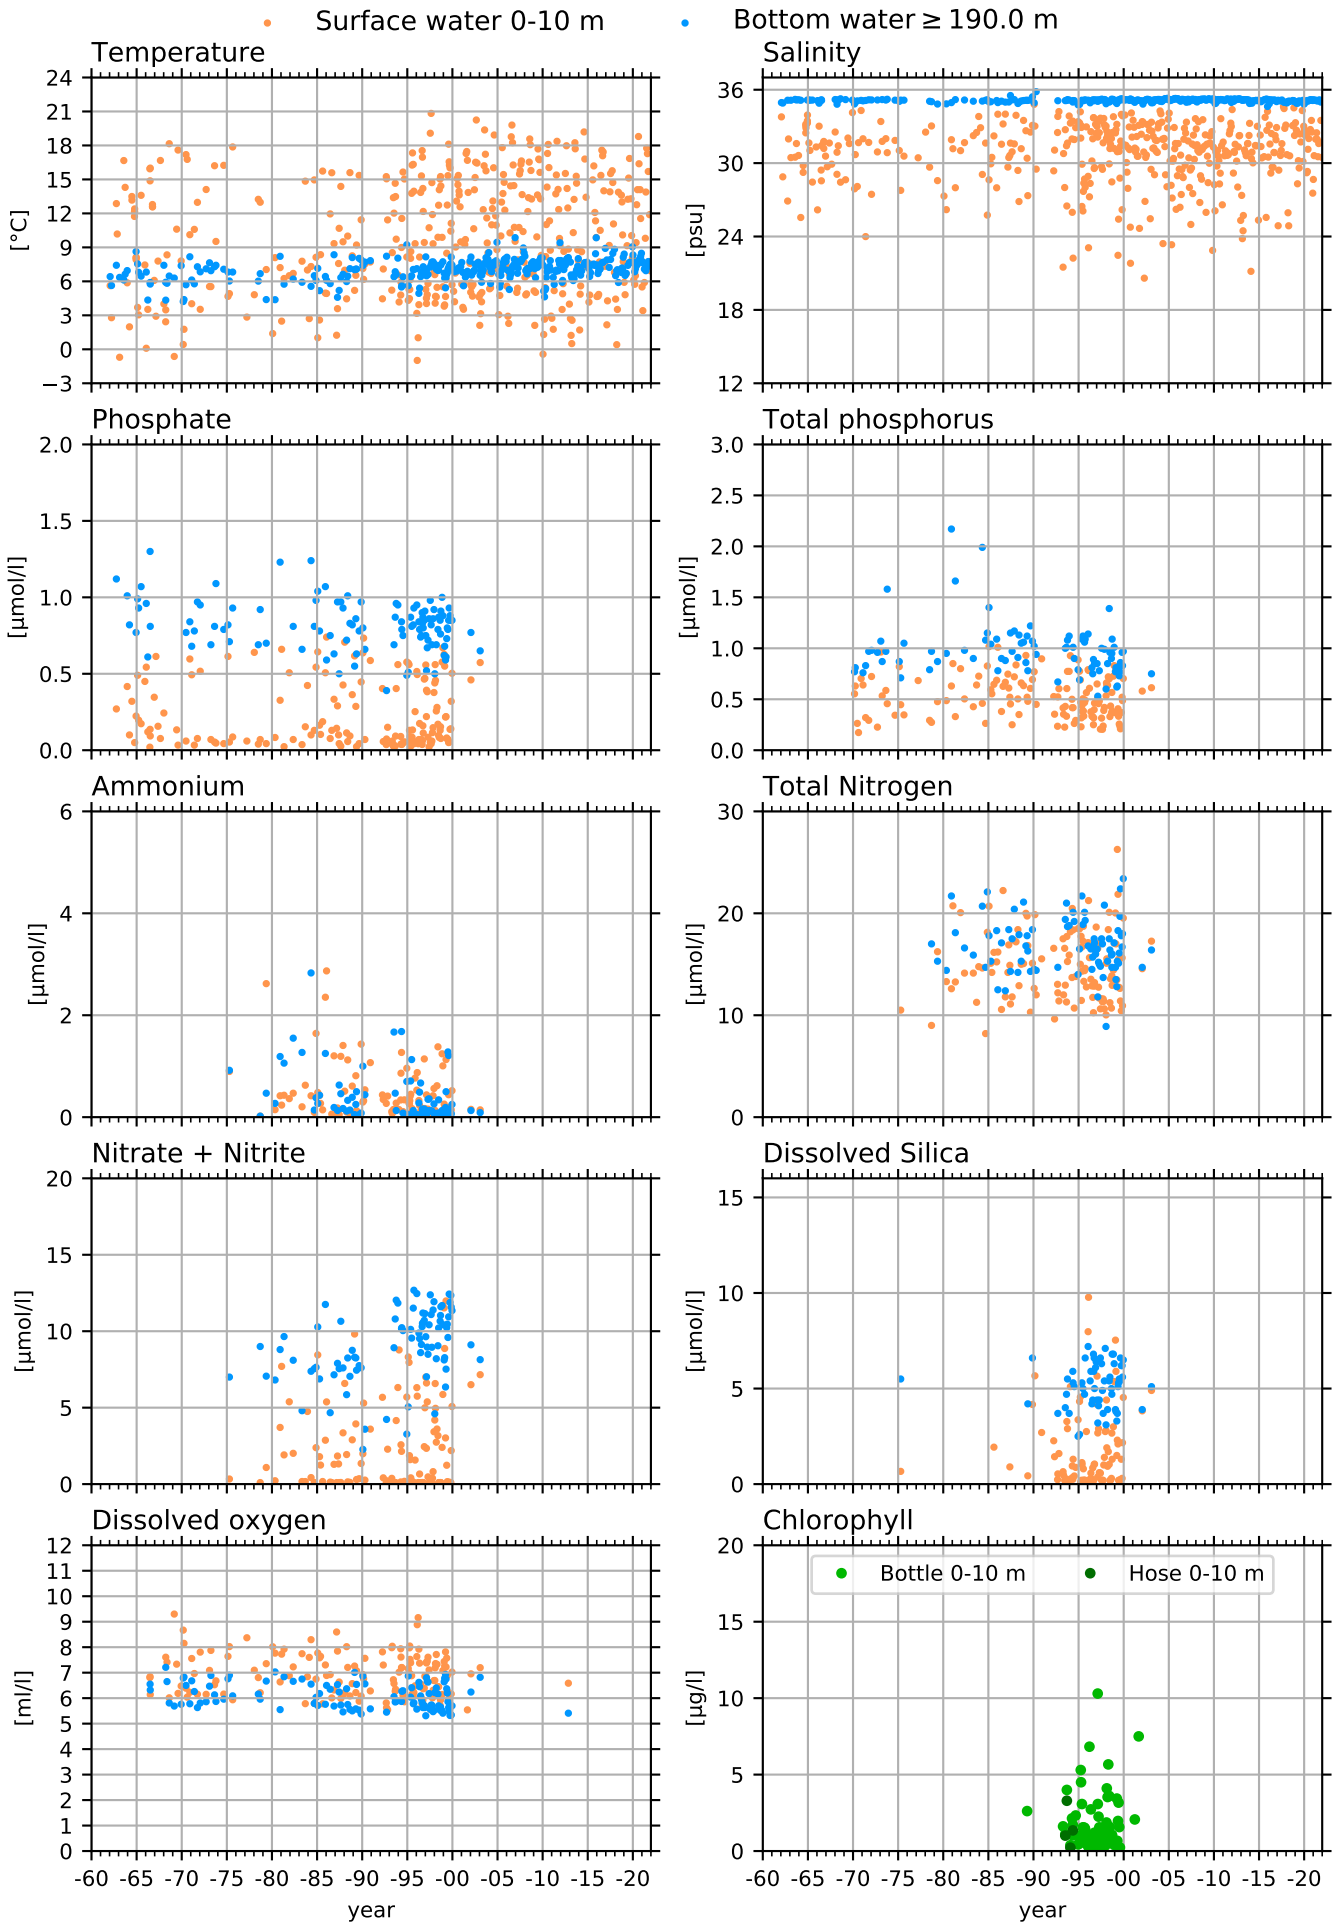 Surface water 0-10 m    Bottom water ≥ 190.0 m
Temperature
24
21
18
15
12
9
6
3
0
−3
[°C]
Salinity
36
30
24
18
12
[psu]
Phosphate
2.0
1.5
1.0
0.5
0.0
[µmol/l]
Total phosphorus
3.0
2.5
2.0
1.5
1.0
0.5
0.0
[µmol/l]
Ammonium
6
4
2
0
[µmol/l]
Total Nitrogen
30
20
10
0
[µmol/l]
Nitrate + Nitrite
20
15
10
5
0
[µmol/l]
Dissolved Silica
15
10
5
0
[µmol/l]
Dissolved oxygen
12
11
10
9
8
7
6
5
4
3
2
1
0
[ml/l]
-60 -65 -70 -75 -80 -85 -90 -95 -00 -05 -10 -15 -20
year
Chlorophyll
Bottle 0-10 m    Hose 0-10 m
20
15
10
5
0
[µg/l]
-60 -65 -70 -75 -80 -85 -90 -95 -00 -05 -10 -15 -20
year